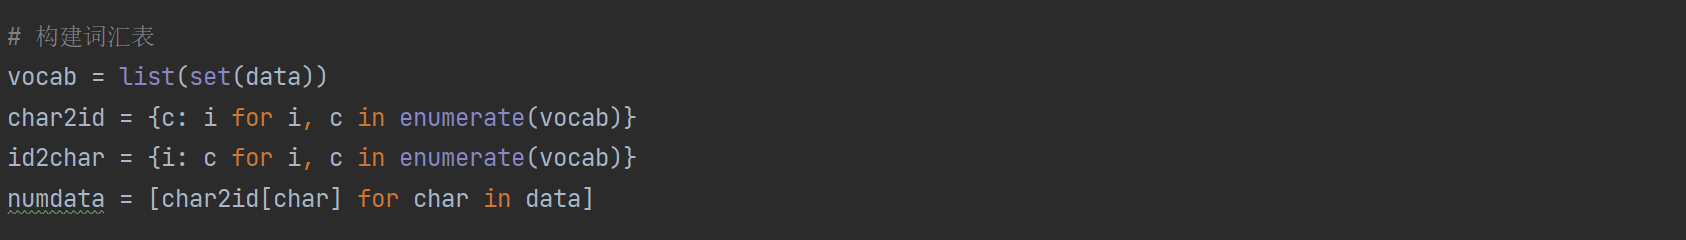 # 构建词汇表
vocab = list(set(data))
char2id = {c: i for i, c in enumerate(vocab)}
id2char = {i: c for i, c in enumerate(vocab)}
numdata = [char2id[char] for char in data]